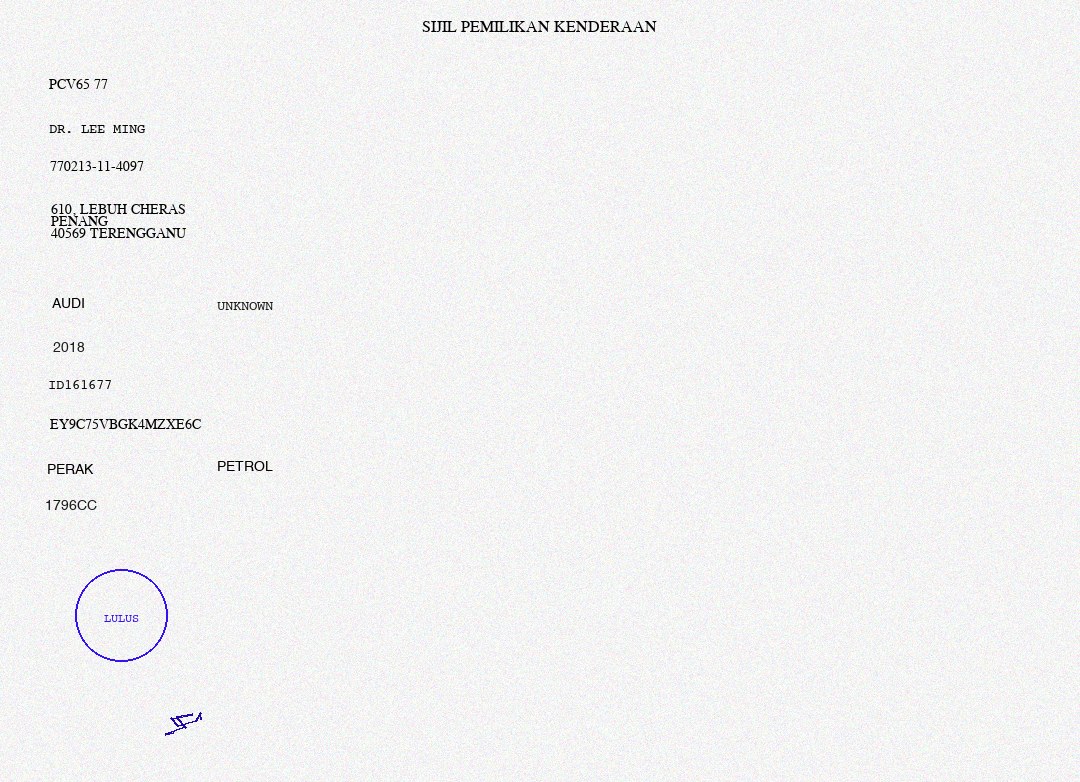 SIJIL PEMILIKAN KENDERAAN
PCV65 77
DR. LEE MING
770213-11-4097
610, LEBUH CHERAS
PENANG
40569 TERENGGANU
AUDI
UNKNOWN
2018
ID161677
EY9C75VBGK4MZXE6C
PERAK
PETROL
1796CC
LULUS